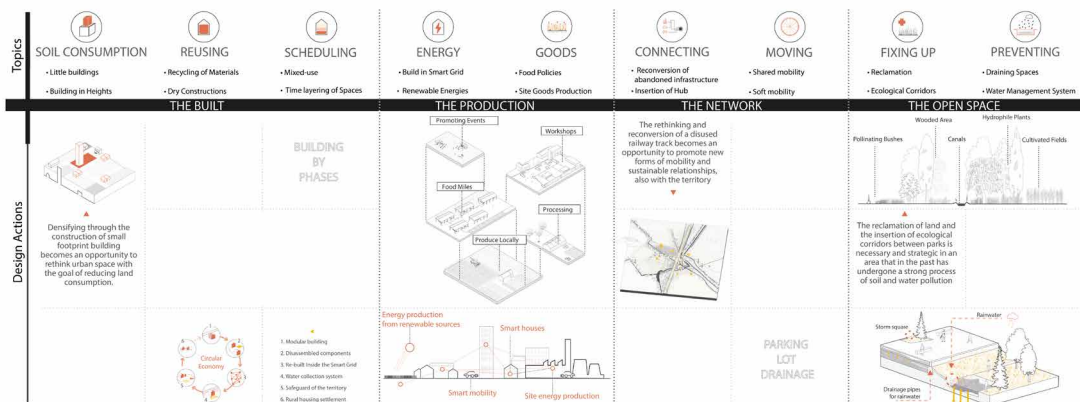 Topics
SOIL CONSUMPTION
• Little buildings
• Building in Heights
REUSING
• Recycling of Materials
• Dry Constructions
SCHEDULING
• Mixed-use
• Time layering of Spaces
ENERGY
• Build in Smart Grid
• Renewable Energies
GOODS
• Food Policies
• Site Goods Production
CONNECTING
• Reconversion of
abandoned infrastructure
• Insertion of Hub
MOVING
• Shared mobility
• Soft mobility
FIXING UP
• Reclamation
• Ecological Corridors
PREVENTING
• Draining Spaces
• Water Management System
THE BUILT
THE PRODUCTION
THE NETWORK
THE OPEN SPACE
Design Actions
Densifying through the
construction of small
footprint building
becomes an opportunity to
rethink urban space with
the goal of reducing land
consumption.
BUILDING
BY
PHASES
Circular
Economy
1. Modular building
2. Disassembled components
3. Re-built inside the Smart Grid
4. Water collection system
5. Safeguard of the territory
6. Rural housing settlement
Promoting Events
Workshops
Food Miles
Processing
Produce Locally
Energy production
from renewable sources
Smart houses
Smart mobility
Site energy production
The rethinking and
reconversion of a disused
railway track becomes an
opportunity to promote new
forms of mobility and
sustainable relationships,
also with the territory
PARKING
LOT
DRAINAGE
Wooded Area
Hydrophile Plants
Pollinating Bushes
Canals
Cultivated Fields
The reclamation of land and
the insertion of ecological
corridors between parks is
necessary and strategic in an
area that in the past has
undergone a strong process
of soil and water pollution
Rainwater
Storm square
Drainage pipes
for rainwater